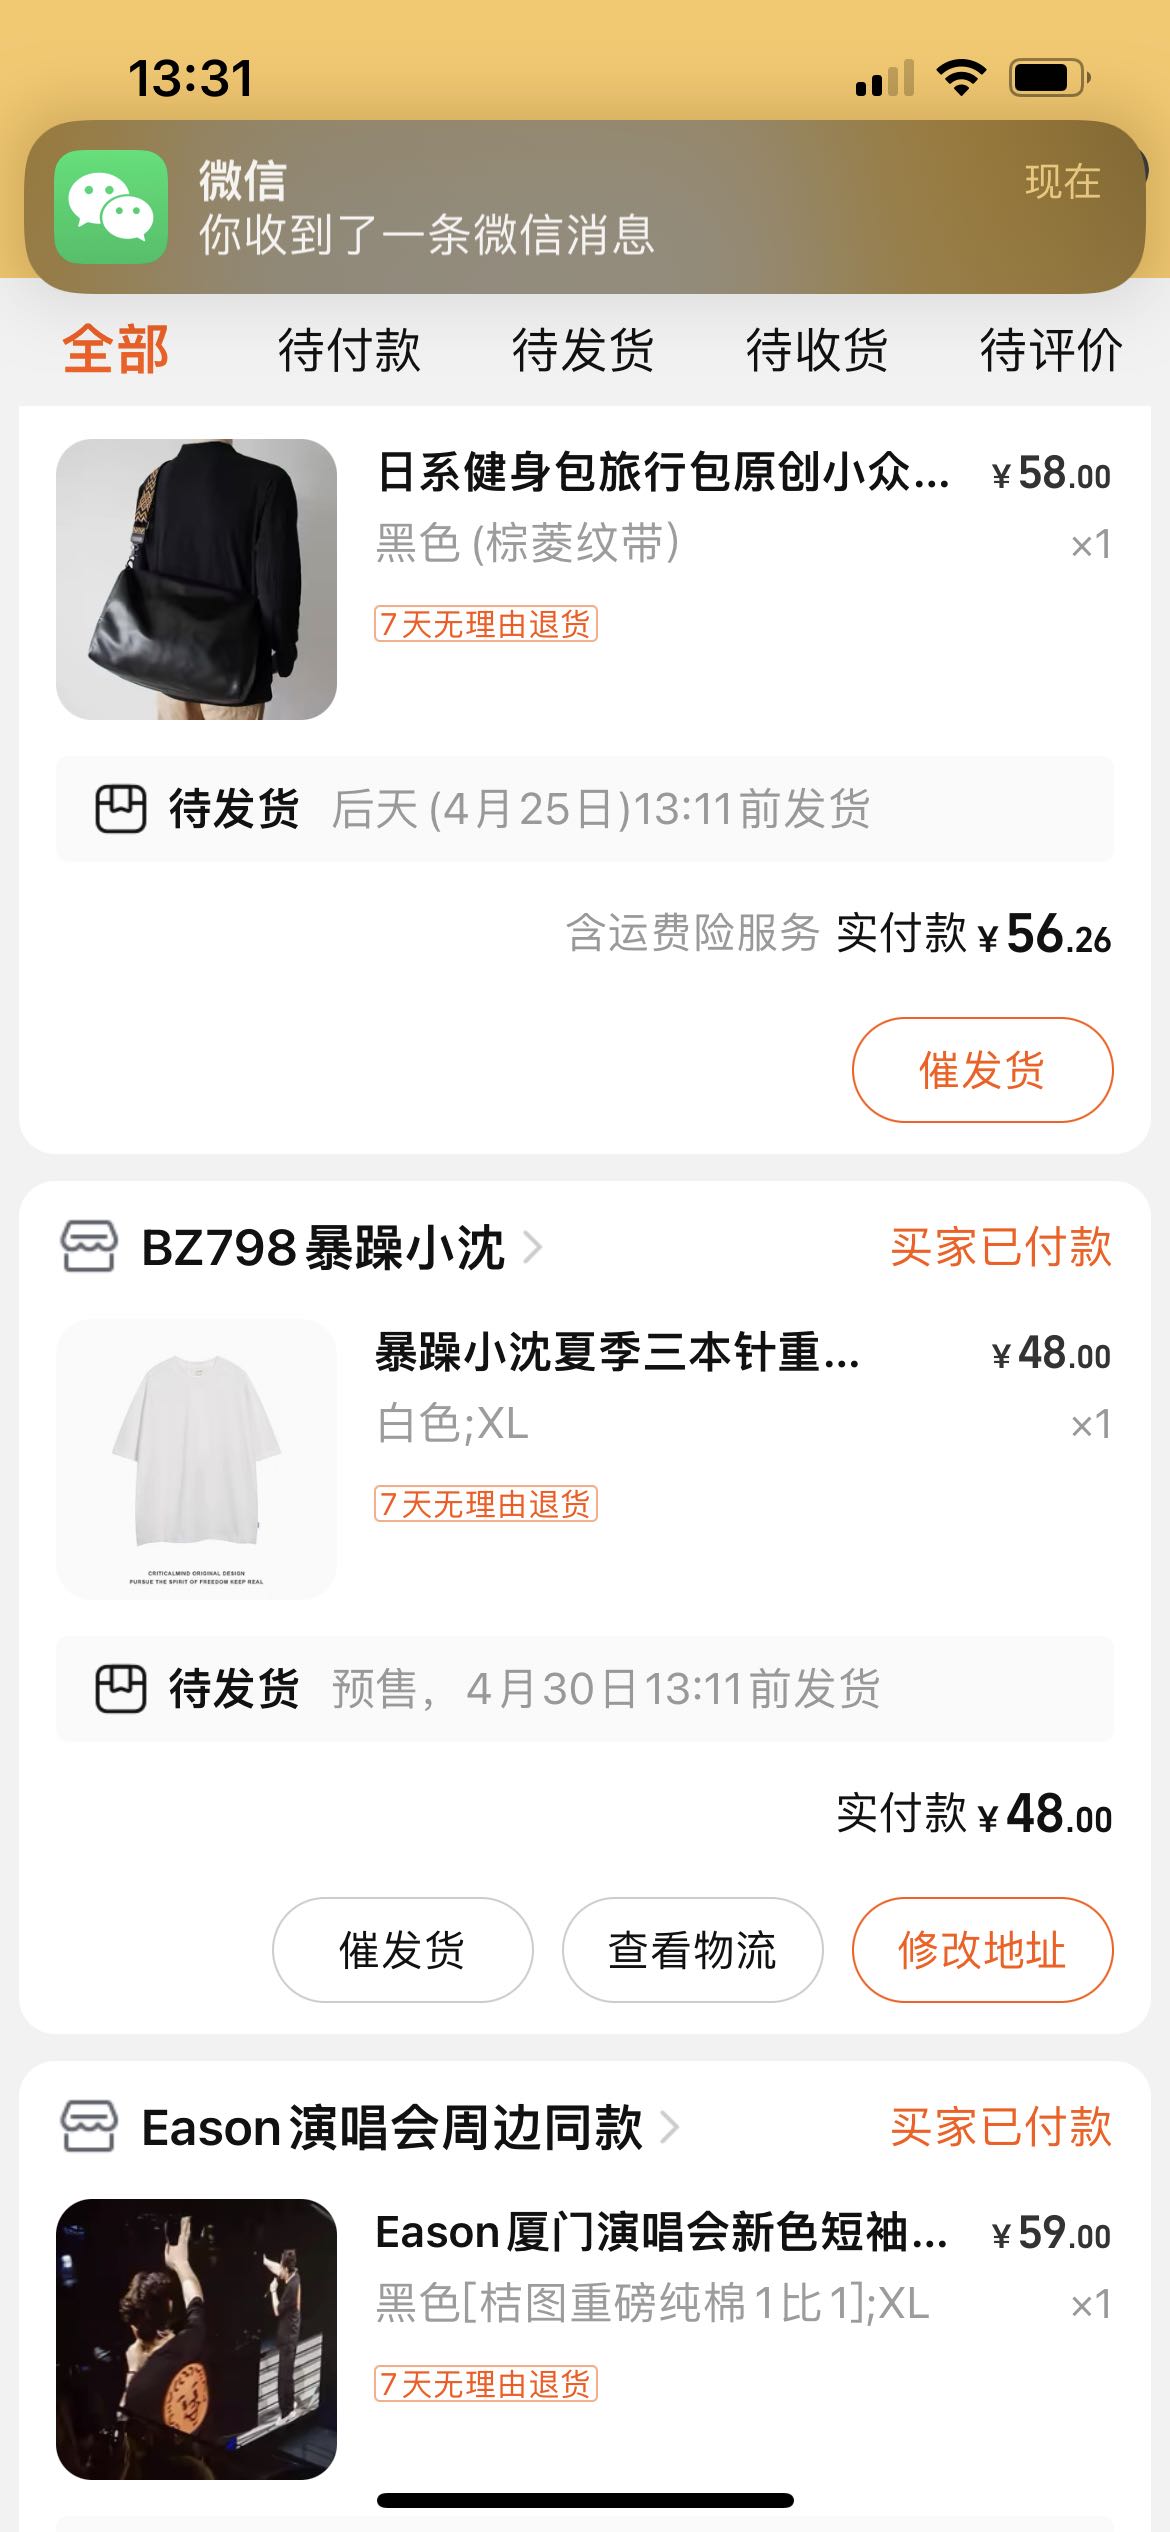 13:31
微信
现在
你收到了一条微信消息
全部 待付款 待发货 待收货 待评价
日系健身包旅行包原创小众... ¥58.00
黑色(棕菱纹带) ×1
7天无理由退货
待发货 后天(4月25日)13:11前发货
含运费险服务 实付款 ¥56.26
催发货
BZ798暴躁小沈 买家已付款
暴躁小沈夏季三本针重... ¥48.00
白色;XL ×1
7天无理由退货
CRITICALMIND ORIGINAL DESIGN
PURSUE THE SPIRIT OF FREEDOM KEEP REAL
待发货 预售，4月30日13:11前发货
实付款 ¥48.00
催发货 查看物流 修改地址
Eason演唱会周边同款 买家已付款
Eason厦门演唱会新色短袖... ¥59.00
黑色[桔图重磅纯棉1比1];XL ×1
7天无理由退货